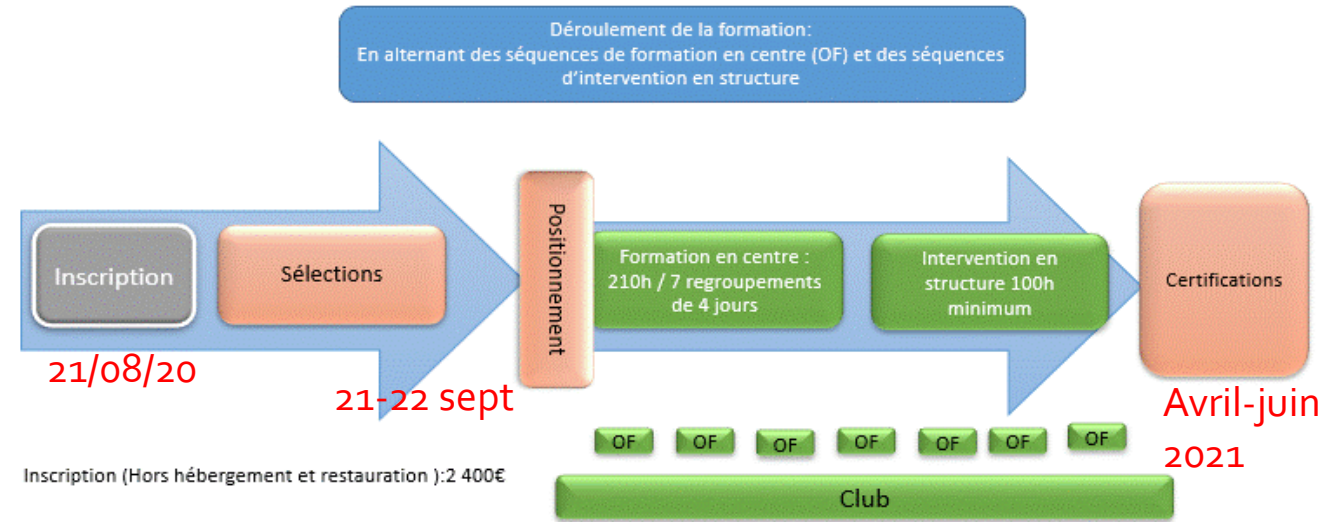 Déroulement de la formation:
En alternant des séquences de formation en centre (OF) et des séquences
d'intervention en structure
Inscription
Sélections
Positionnement
Formation en centre :
210h / 7 regroupements
de 4 jours
Intervention en
structure 100h
minimum
Certifications
21/08/20
21-22 sept
Avril-juin
2021
OF
OF
OF
OF
OF
OF
OF
Inscription (Hors hébergement et restauration ):2 400€
Club